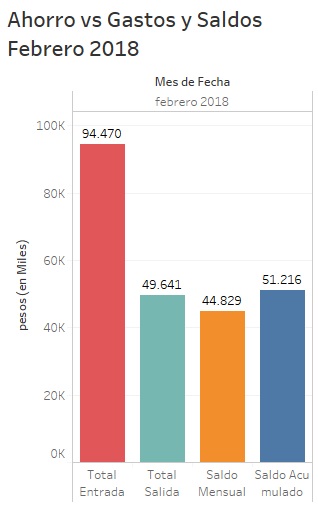 Ahorro vs Gastos y Saldos
Febrero 2018
Mes de Fecha
febrero 2018
pesos (en Miles)
100K
80K
60K
40K
20K
0K
94.470
49.641
44.829
51.216
Total
Entrada
Total
Salida
Saldo
Mensual
Saldo Acu
mulado